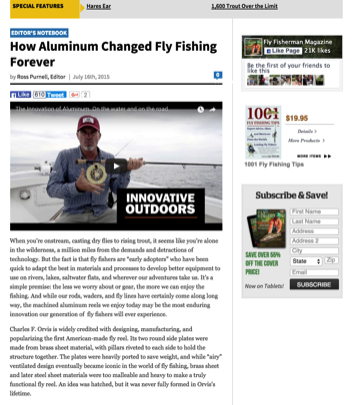 SPECIAL FEATURES
Hares Ear
1,600 Trout Over the Limit
EDITOR'S NOTEBOOK
How Aluminum Changed Fly Fishing
Forever
by Ross Purnell, Editor | July 16th, 2015
0
Like 810 Tweet G+ 2
The Innovation of Aluminum. On the water and on the road
INNOVATIVE
OUTDOORS
When you're onstream, casting dry flies to rising trout, it seems like you're alone
in the wilderness, a million miles from the demands and detractions of
technology. But the fact is that fly fishers are "early adopters" who have been
quick to adapt the best in materials and processes to develop better equipment to
use on rivers, lakes, saltwater flats, and wherever our adventures take us. It's a
simple premise: the less we worry about or gear, the more we can enjoy the
fishing. And while our rods, waders, and fly lines have certainly come along long
way, the machined aluminum reels we enjoy today may be the most enduring
innovation our generation of fly fishers will ever experience.
Charles F. Orvis is widely credited with designing, manufacturing, and
popularizing the first American-made fly reel. Its two round side plates were
made from brass sheet material, with pillars riveted to each side to hold the
structure together. The plates were heavily ported to save weight, and while "airy"
ventilated design eventually became iconic in the world of fly fishing, brass sheet
and later steel sheet materials were too malleable and heavy to make a truly
functional fly reel. An idea was hatched, but it was never fully formed in Orvis's
lifetime.
Fly Fisherman Magazine
Like Page 21K likes
Be the first of your friends to
like this
1001
FLY FISHING TIPS
$19.95
Details >
More Products >
MORE ITEMS
1001 Fly Fishing Tips
Subscribe & Save!
First Name
Last Name
Address
Address 2
City
State
Zip
Email
SAVE OVER 50%
OFF THE COVER
PRICE!
Now on Tablets!
SUBSCRIBE